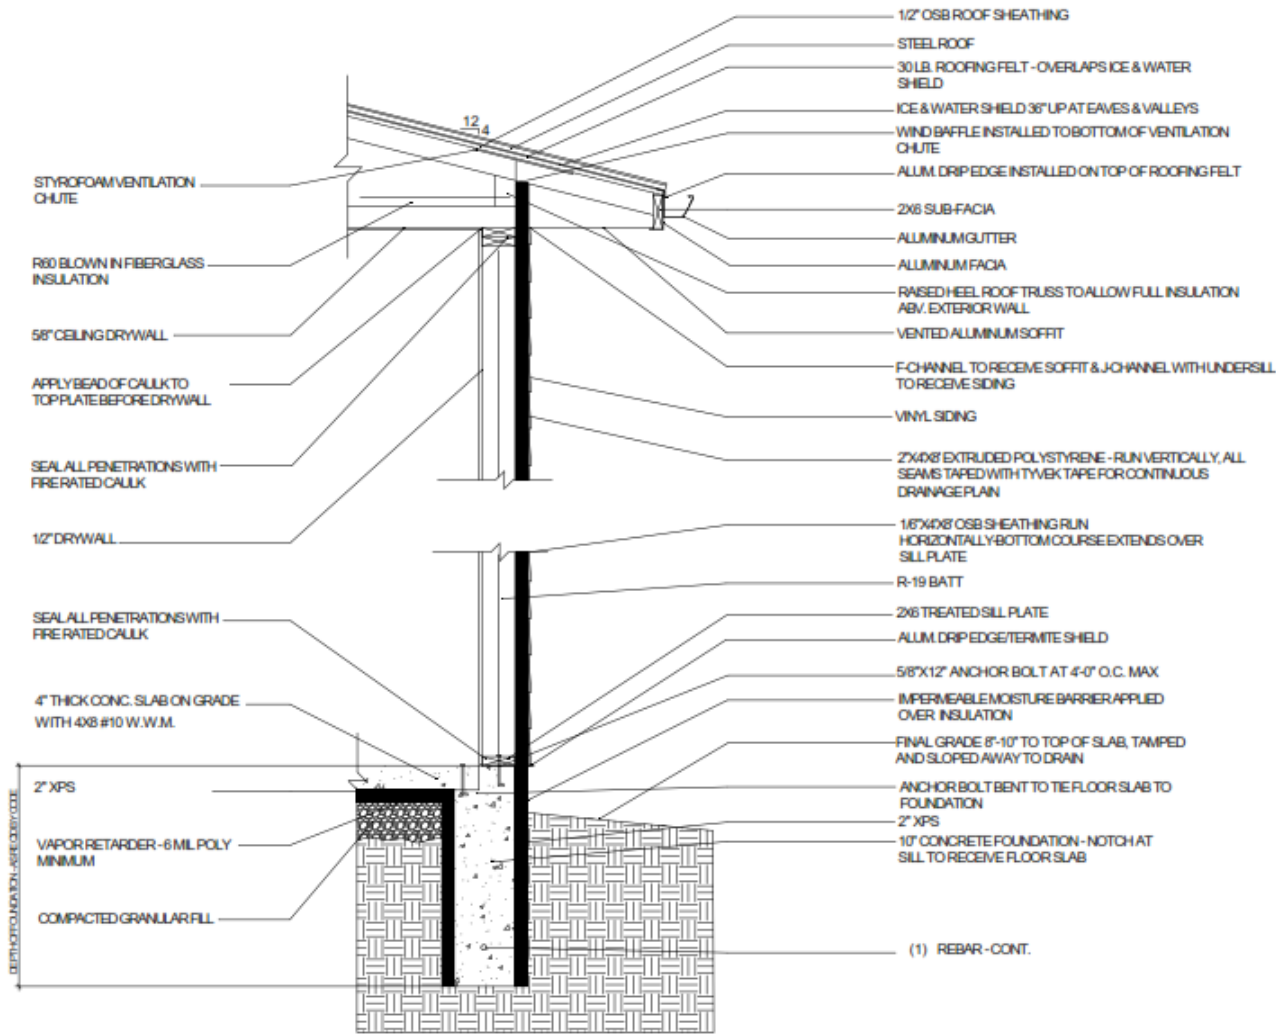 1/2" OSB ROOF SHEATHING
STEEL ROOF
30 LB. ROOFING FELT - OVERLAPS ICE & WATER
SHIELD
ICE & WATER SHIELD 36" UP AT EAVES & VALLEYS
WIND BAFFLE INSTALLED TO BOTTOM OF VENTILATION
CHUTE
ALUM. DRIP EDGE INSTALLED ON TOP OF ROOFING FELT
2X6 SUB-FACIA
ALUMINUM GUTTER
ALUMINUM FACIA
RAISED HEEL ROOF TRUSS TO ALLOW FULL INSULATION
ABV. EXTERIOR WALL
VENTED ALUMINUM SOFFIT
F-CHANNEL TO RECEIVE SOFFIT & J-CHANNEL WITH UNDERSILL
TO RECEIVE SIDING
VINYL SIDING
2"X4'X8' EXTRUDED POLYSTYRENE - RUN VERTICALLY, ALL
SEAMS TAPED WITH TYVEK TAPE FOR CONTINUOUS
DRAINAGE PLAIN
1/6"X4'X8' OSB SHEATHING RUN
HORIZONTALLY-BOTTOM COURSE EXTENDS OVER
SILL PLATE
R-19 BATT
2X6 TREATED SILL PLATE
ALUM. DRIP EDGE/TERMITE SHIELD
5/8"X12" ANCHOR BOLT AT 4'-0" O.C. MAX
IMPERMEABLE MOISTURE BARRIER APPLIED
OVER INSULATION
FINAL GRADE 8"-10" TO TOP OF SLAB, TAMPED
AND SLOPED AWAY TO DRAIN
ANCHOR BOLT BENT TO TIE FLOOR SLAB TO
FOUNDATION
2" XPS
10" CONCRETE FOUNDATION - NOTCH AT
SILL TO RECEIVE FLOOR SLAB
(1) REBAR - CONT.
12
4
STYROFOAM VENTILATION
CHUTE
R60 BLOWN IN FIBERGLASS
INSULATION
5/8" CEILING DRYWALL
APPLY BEAD OF CAULK TO
TOP PLATE BEFORE DRYWALL
SEAL ALL PENETRATIONS WITH
FIRE RATED CAULK
1/2" DRYWALL
SEAL ALL PENETRATIONS WITH
FIRE RATED CAULK
4" THICK CONC. SLAB ON GRADE
WITH 4X8 #10 W.W.M.
2" XPS
VAPOR RETARDER - 6 MIL POLY
MINIMUM
COMPACTED GRANULAR FILL
DEPTH OF FOUNDATION - AS REQ'D BY CODE